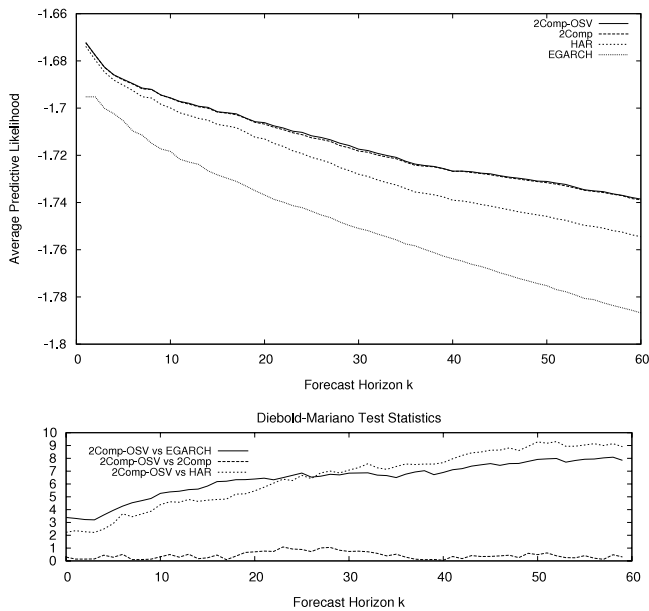 -1.66
-1.68
-1.7
-1.72
-1.74
-1.76
-1.78
-1.8
Average Predictive Likelihood
2Comp-OSV
2Comp
HAR
EGARCH
0 10 20 30 40 50 60
Forecast Horizon k
Diebold-Mariano Test Statistics
10
9
8
7
6
5
4
3
2
1
0
2Comp-OSV vs EGARCH
2Comp-OSV vs 2Comp
2Comp-OSV vs HAR
0 10 20 30 40 50 60
Forecast Horizon k